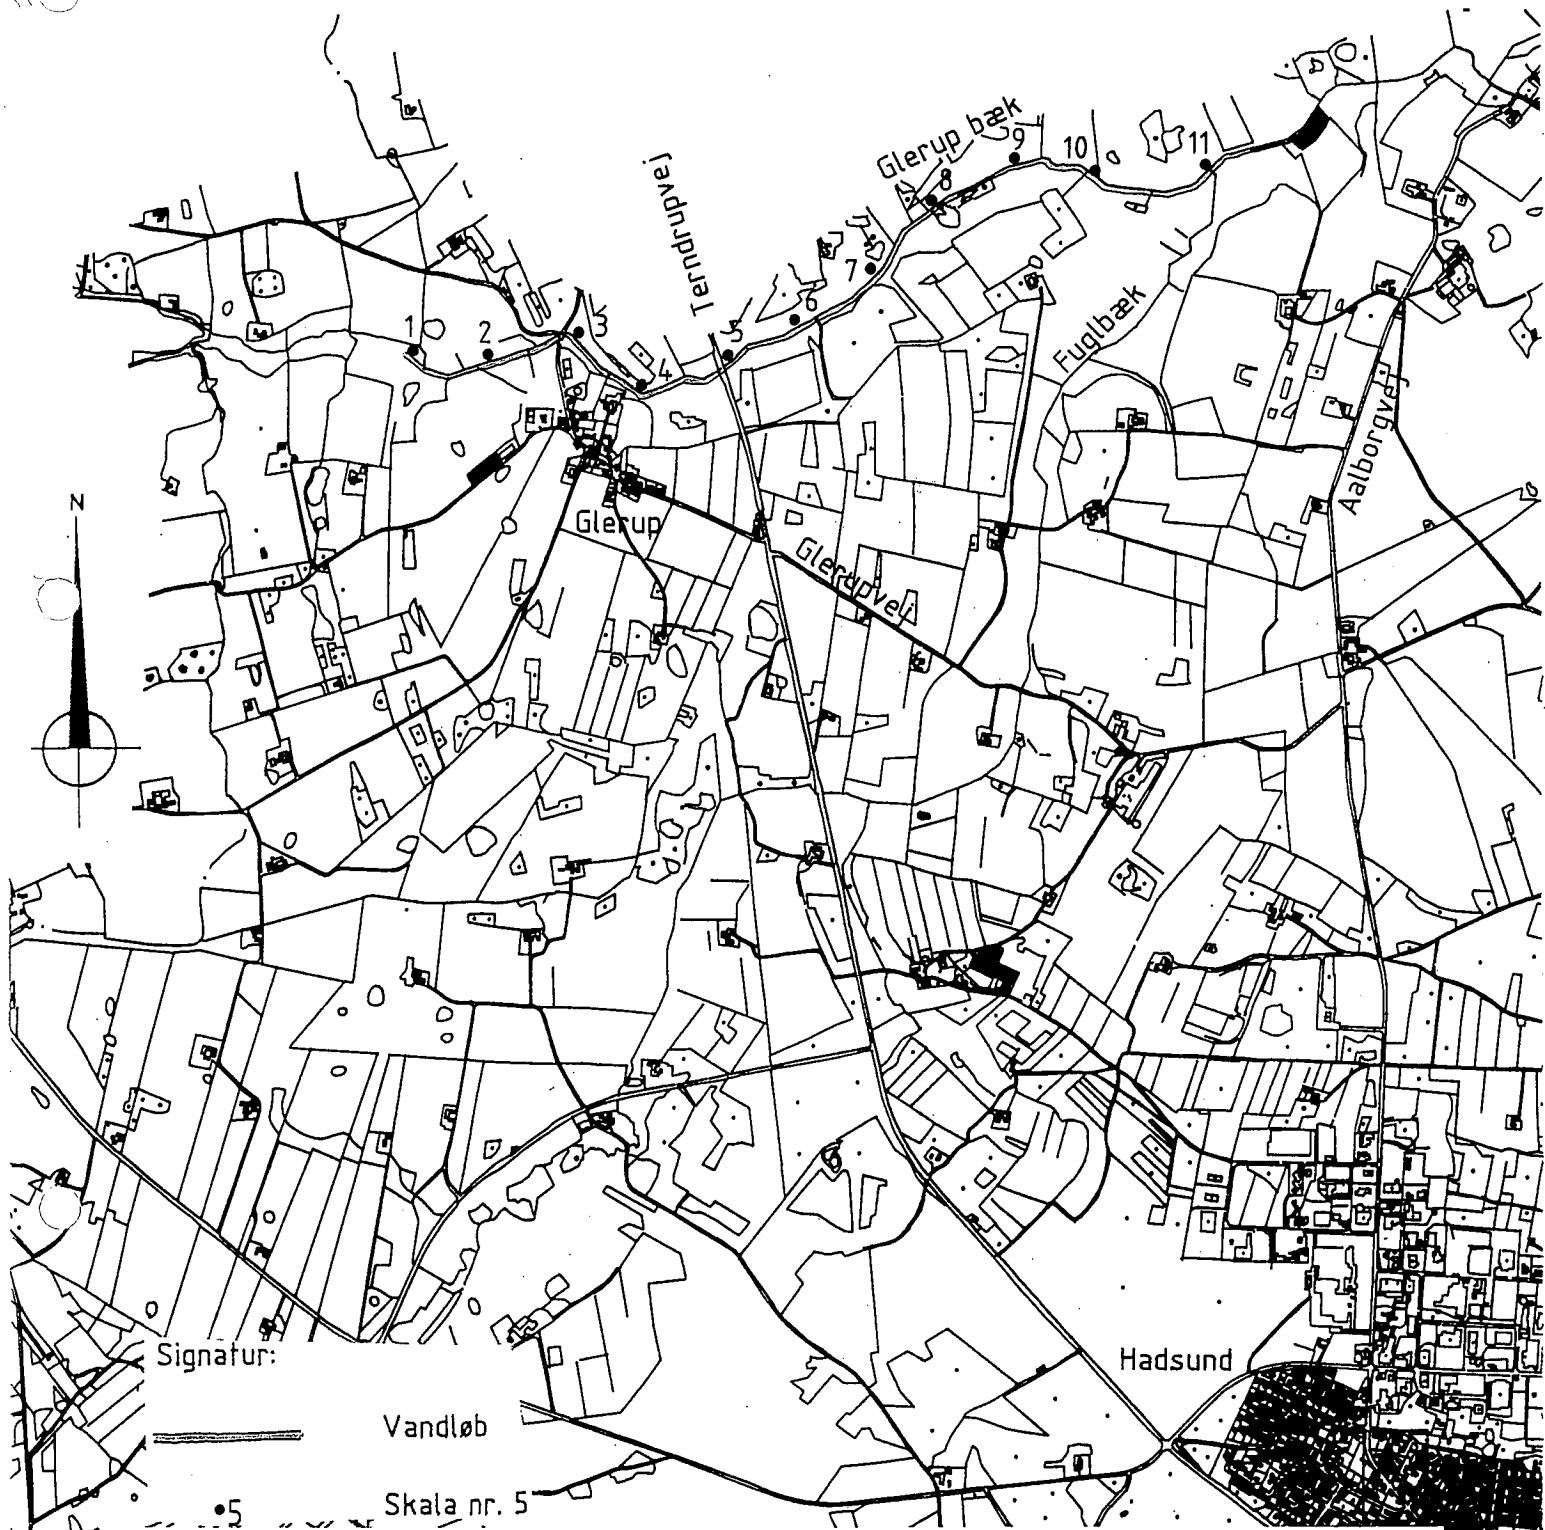 Glerup bæk
9
10
11
8
Terndrupvej
7
6
5
3
1
2
4
Fuglbæk
Aalborgvej
N
Glerup
Glerupvej
Hadsund
Signatur:
Vandløb
•5 Skala nr. 5